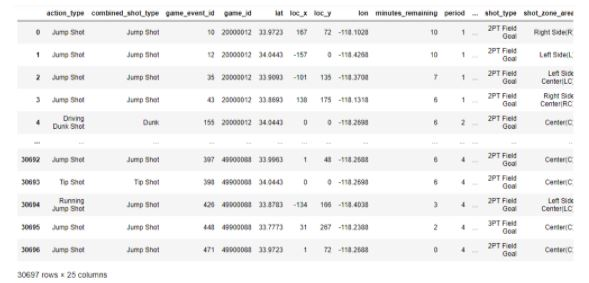 action_type combined_shot_type game_event_id game_id lat loc_x loc_y lon minutes_remaining period ... shot_type shot_zone_area
0 Jump Shot Jump Shot 10 20000012 33.9723 167 72 -118.1028 10 1 ... 2PT Field Goal Right Side(R)
1 Jump Shot Jump Shot 12 20000012 34.0443 -157 0 -118.4268 10 1 ... 2PT Field Goal Left Side(L
2 Jump Shot Jump Shot 35 20000012 33.9093 -101 135 -118.3708 7 1 ... 2PT Field Goal Left Side Center(LC)
3 Jump Shot Jump Shot 43 20000012 33.8693 138 175 -118.1318 6 1 ... 2PT Field Goal Right Side Center(RC)
4 Driving Dunk Shot Dunk 155 20000012 34.0443 0 0 -118.2698 6 2 ... 2PT Field Goal Center(C
... ... ... ... ... ... ... ... ... ... ... ... ... ...
30692 Jump Shot Jump Shot 397 49900088 33.9963 1 48 -118.2688 6 4 ... 2PT Field Goal Center(C
30693 Tip Shot Tip Shot 398 49900088 34.0443 0 0 -118.2698 6 4 ... 2PT Field Goal Center(C
30694 Running Jump Shot Jump Shot 426 49900088 33.8783 -134 166 -118.4038 3 4 ... 2PT Field Goal Left Side Center(LC
30695 Jump Shot Jump Shot 448 49900088 33.7773 31 267 -118.2388 2 4 ... 3PT Field Goal Center(C
30696 Jump Shot Jump Shot 471 49900088 33.9723 1 72 -118.2688 0 4 ... 2PT Field Goal Center(C
30697 rows × 25 columns